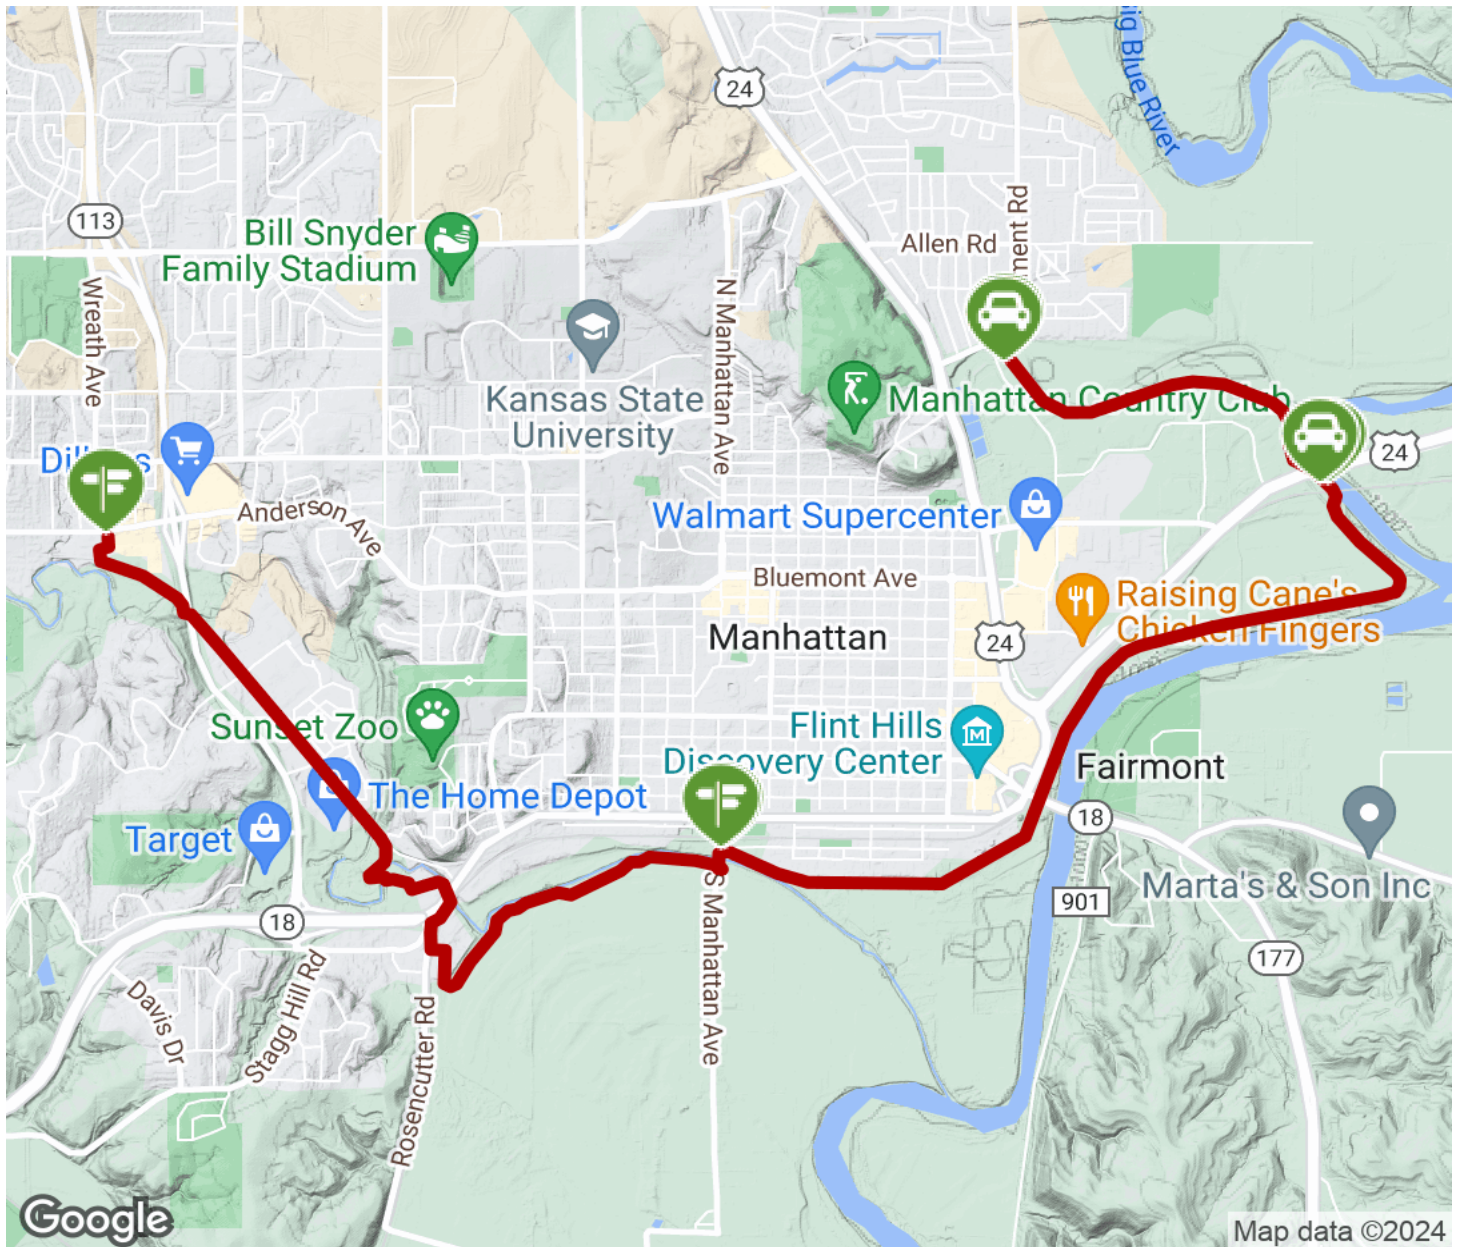 ig Blue River
24
113
Bill Snyder
Family Stadium
Allen Rd
ment Rd
Wreath Ave
N Manhattan Ave
Kansas State
University
Manhattan Country Club
24
Anderson Ave
Walmart Supercenter
Bluemont Ave
Raising Cane's
Chicken Fingers
Manhattan
24
Sunset Zoo
Flint Hills
Discovery Center
Fairmont
The Home Depot
Target
18
Marta's & Son Inc
901
18
177
S Manhattan Ave
Stagg Hill Rd
Davis Dr
Rosencutter Rd
Google
Map data ©2024